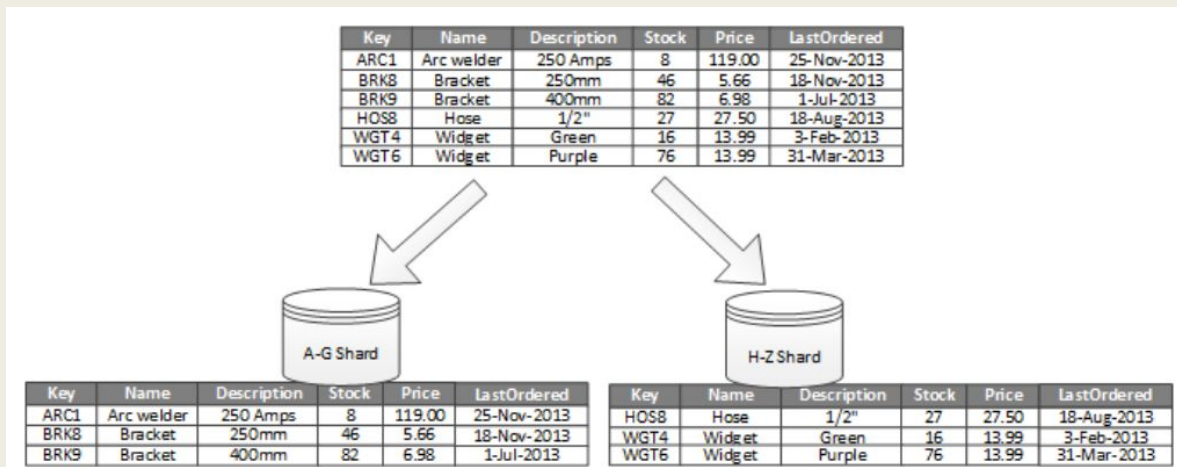 Key Name Description Stock Price LastOrdered
ARC1 Arc welder 250 Amps 8 119.00 25-Nov-2013
BRK8 Bracket 250mm 46 5.66 18-Nov-2013
BRK9 Bracket 400mm 82 6.98 1-Jul-2013
HOS8 Hose 1/2" 27 27.50 18-Aug-2013
WGT4 Widget Green 16 13.99 3-Feb-2013
WGT6 Widget Purple 76 13.99 31-Mar-2013
A-G Shard
Key Name Description Stock Price LastOrdered
ARC1 Arc welder 250 Amps 8 119.00 25-Nov-2013
BRK8 Bracket 250mm 46 5.66 18-Nov-2013
BRK9 Bracket 400mm 82 6.98 1-Jul-2013
H-Z Shard
Key Name Description Stock Price LastOrdered
HOS8 Hose 1/2" 27 27.50 18-Aug-2013
WGT4 Widget Green 16 13.99 3-Feb-2013
WGT6 Widget Purple 76 13.99 31-Mar-2013